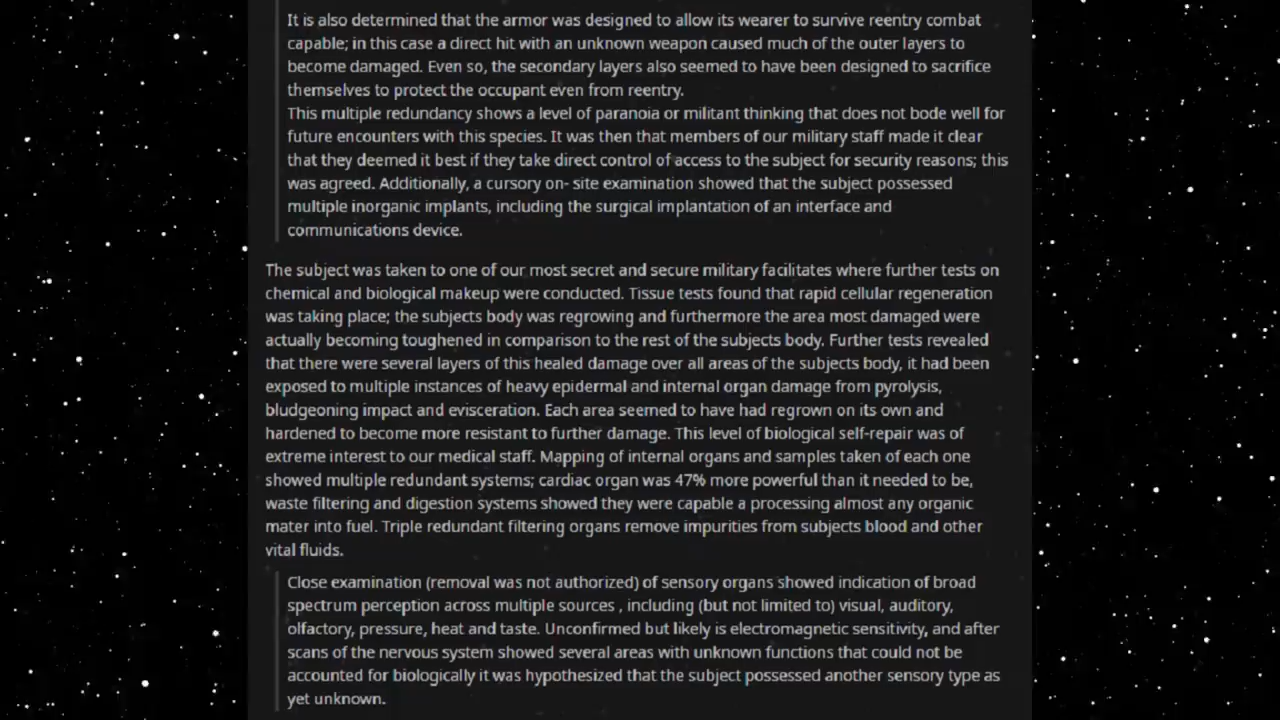 It is also determined that the armor was designed to allow its wearer to survive reentry combat
capable; in this case a direct hit with an unknown weapon caused much of the outer layers to
become damaged. Even so, the secondary layers also seemed to have been designed to sacrifice
themselves to protect the occupant even from reentry.
This multiple redundancy shows a level of paranoia or militant thinking that does not bode well for
future encounters with this species. It was then that members of our military staff made it clear
that they deemed it best if they take direct control of access to the subject for security reasons; this
was agreed. Additionally, a cursory on- site examination showed that the subject possessed
multiple inorganic implants, including the surgical implantation of an interface and
communications device.
The subject was taken to one of our most secret and secure military facilitates where further tests on
chemical and biological makeup were conducted. Tissue tests found that rapid cellular regeneration
was taking place; the subjects body was regrowing and furthermore the area most damaged were
actually becoming toughened in comparison to the rest of the subjects body. Further tests revealed
that there were several layers of this healed damage over all areas of the subjects body, it had been
exposed to multiple instances of heavy epidermal and internal organ damage from pyrolysis,
bludgeoning impact and evisceration. Each area seemed to have had regrown on its own and
hardened to become more resistant to further damage. This level of biological self-repair was of
extreme interest to our medical staff. Mapping of internal organs and samples taken of each one
showed multiple redundant systems; cardiac organ was 47% more powerful than it needed to be,
waste filtering and digestion systems showed they were capable a processing almost any organic
mater into fuel. Triple redundant filtering organs remove impurities from subjects blood and other
vital fluids.
Close examination (removal was not authorized) of sensory organs showed indication of broad
spectrum perception across multiple sources , including (but not limited to) visual, auditory,
olfactory, pressure, heat and taste. Unconfirmed but likely is electromagnetic sensitivity, and after
scans of the nervous system showed several areas with unknown functions that could not be
accounted for biologically it was hypothesized that the subject possessed another sensory type as
yet unknown.